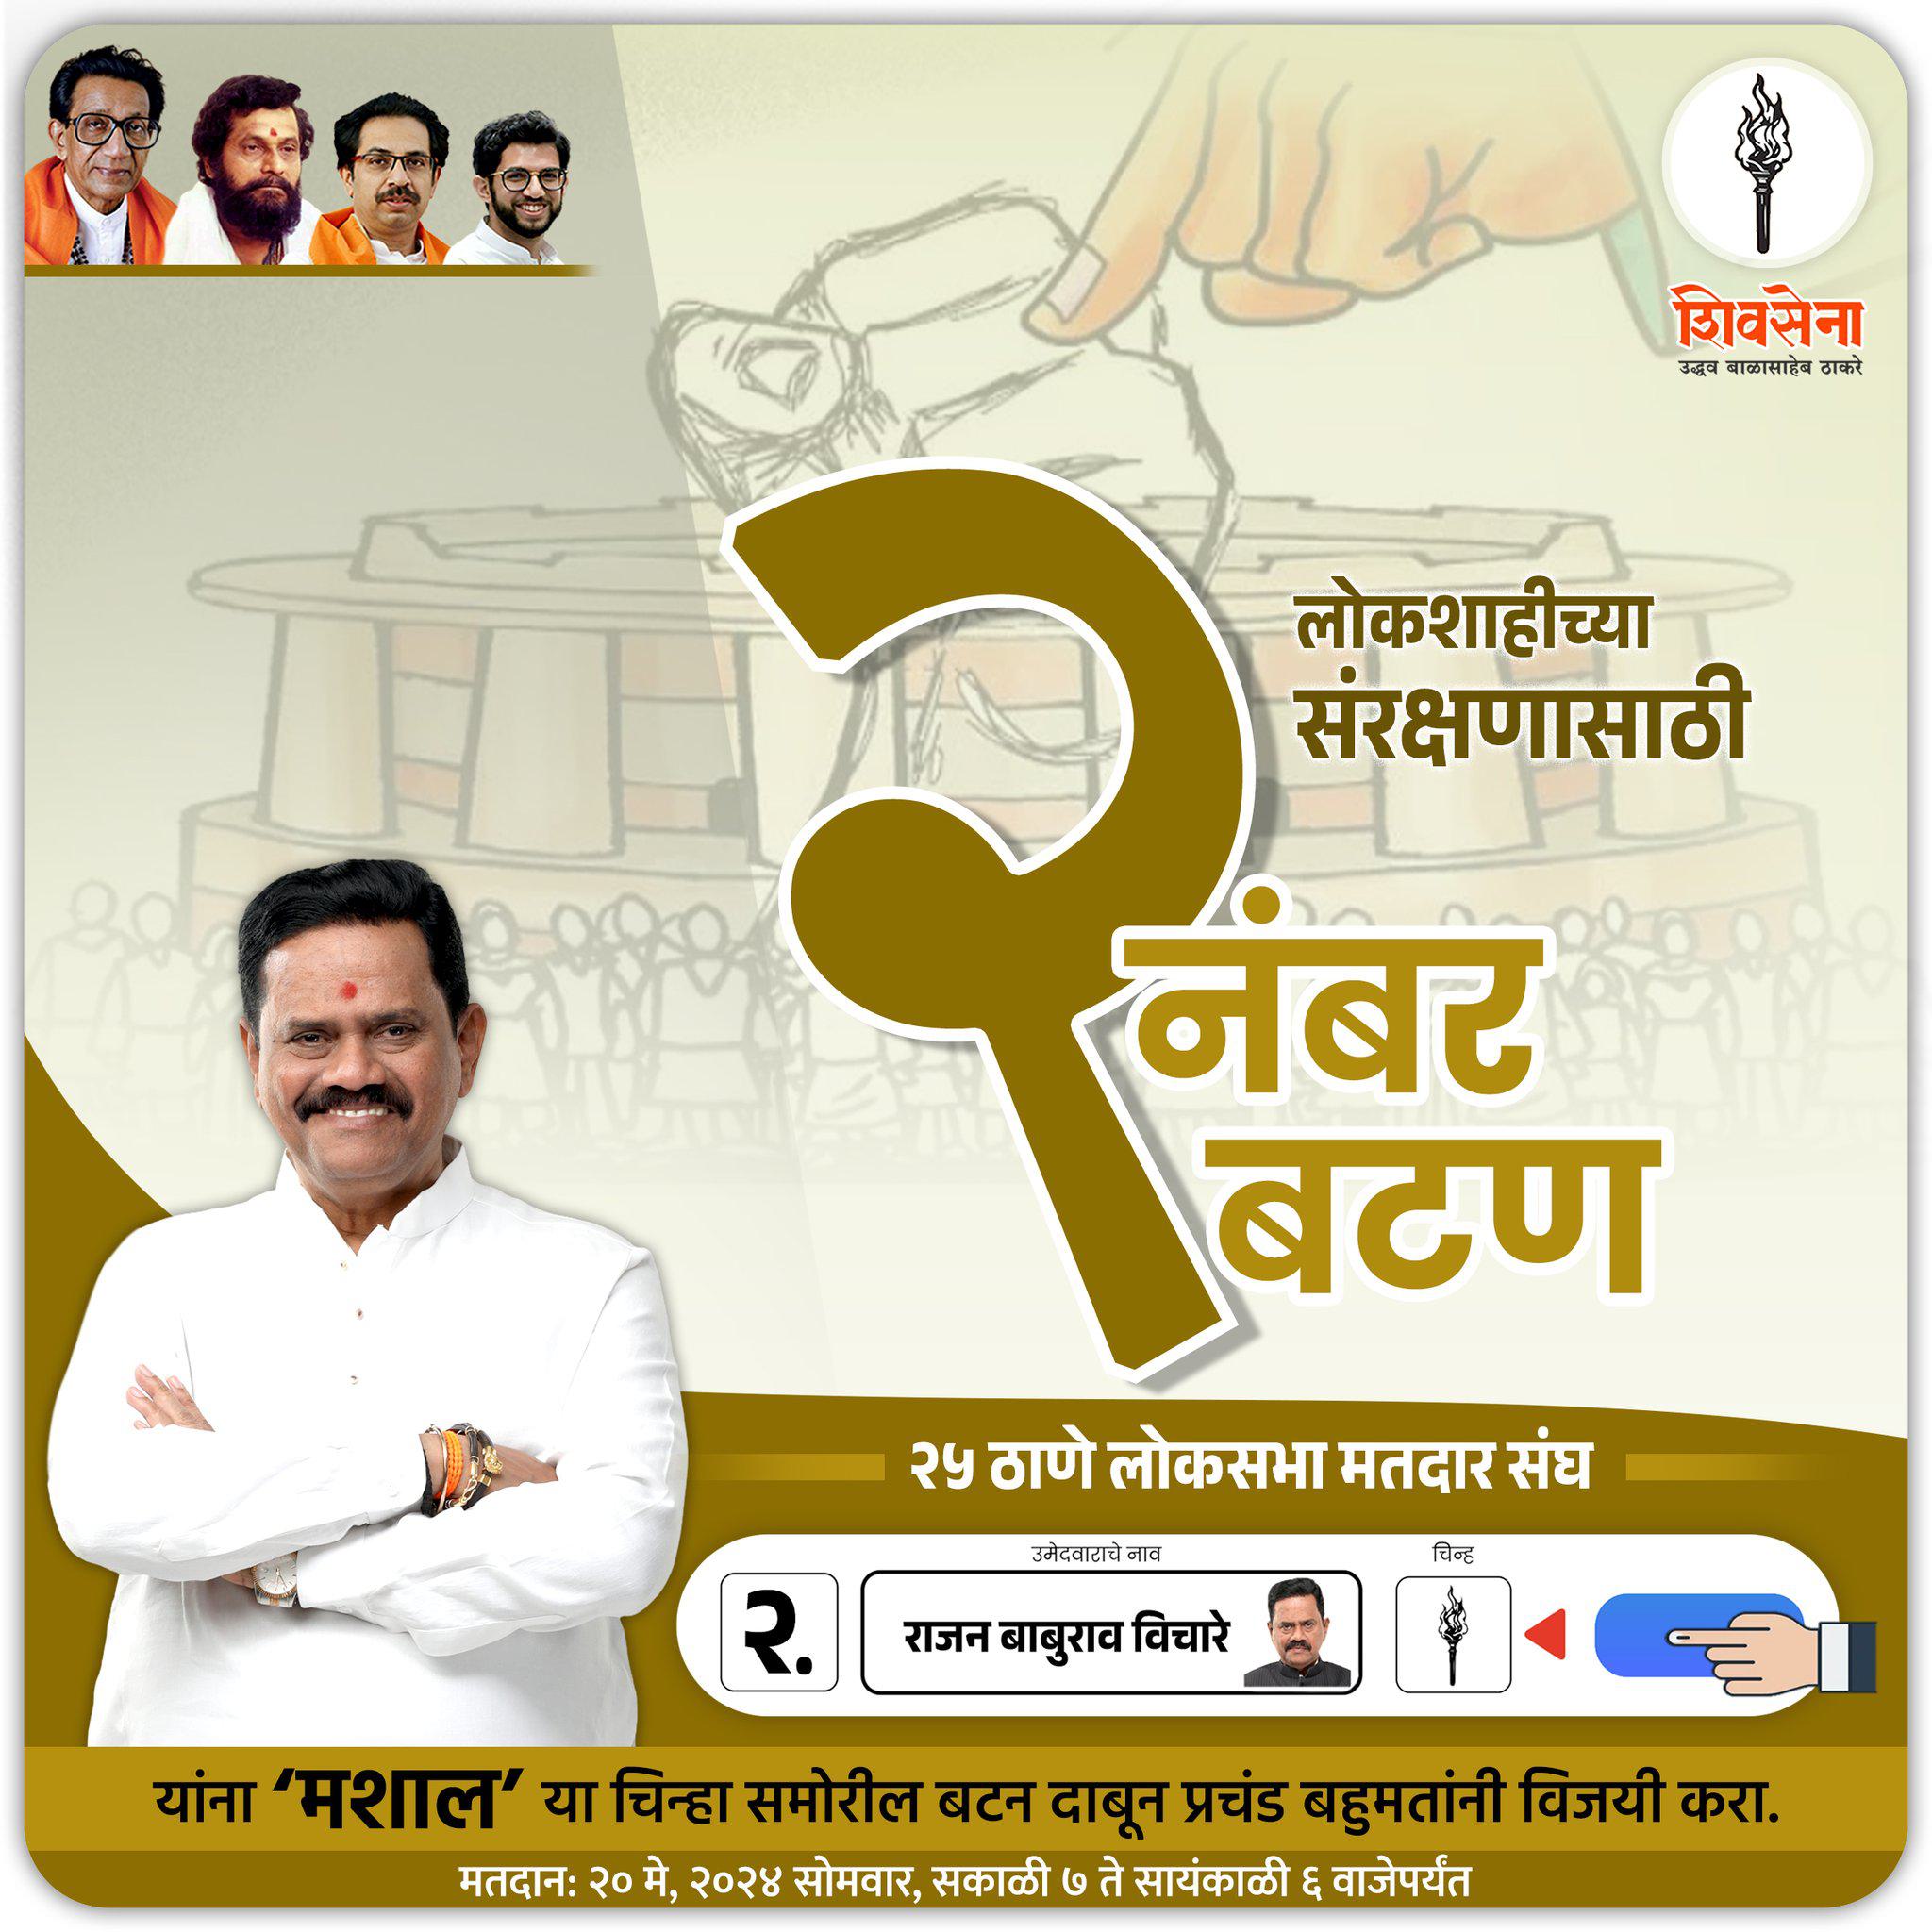 शिवसेना
उद्धव बाळासाहेब ठाकरे
लोकशाहीच्या
संरक्षणासाठी
२ नंबर
बटण
२५ ठाणे लोकसभा मतदार संघ
उमेदवाराचे नाव चिन्ह
२. राजन बाबुराव विचारे
यांना ‘मशाल’ या चिन्हा समोरील बटन दाबून प्रचंड बहुमतांनी विजयी करा.
मतदान: २० मे, २०२४ सोमवार, सकाळी ७ ते सायंकाळी ६ वाजेपर्यंत